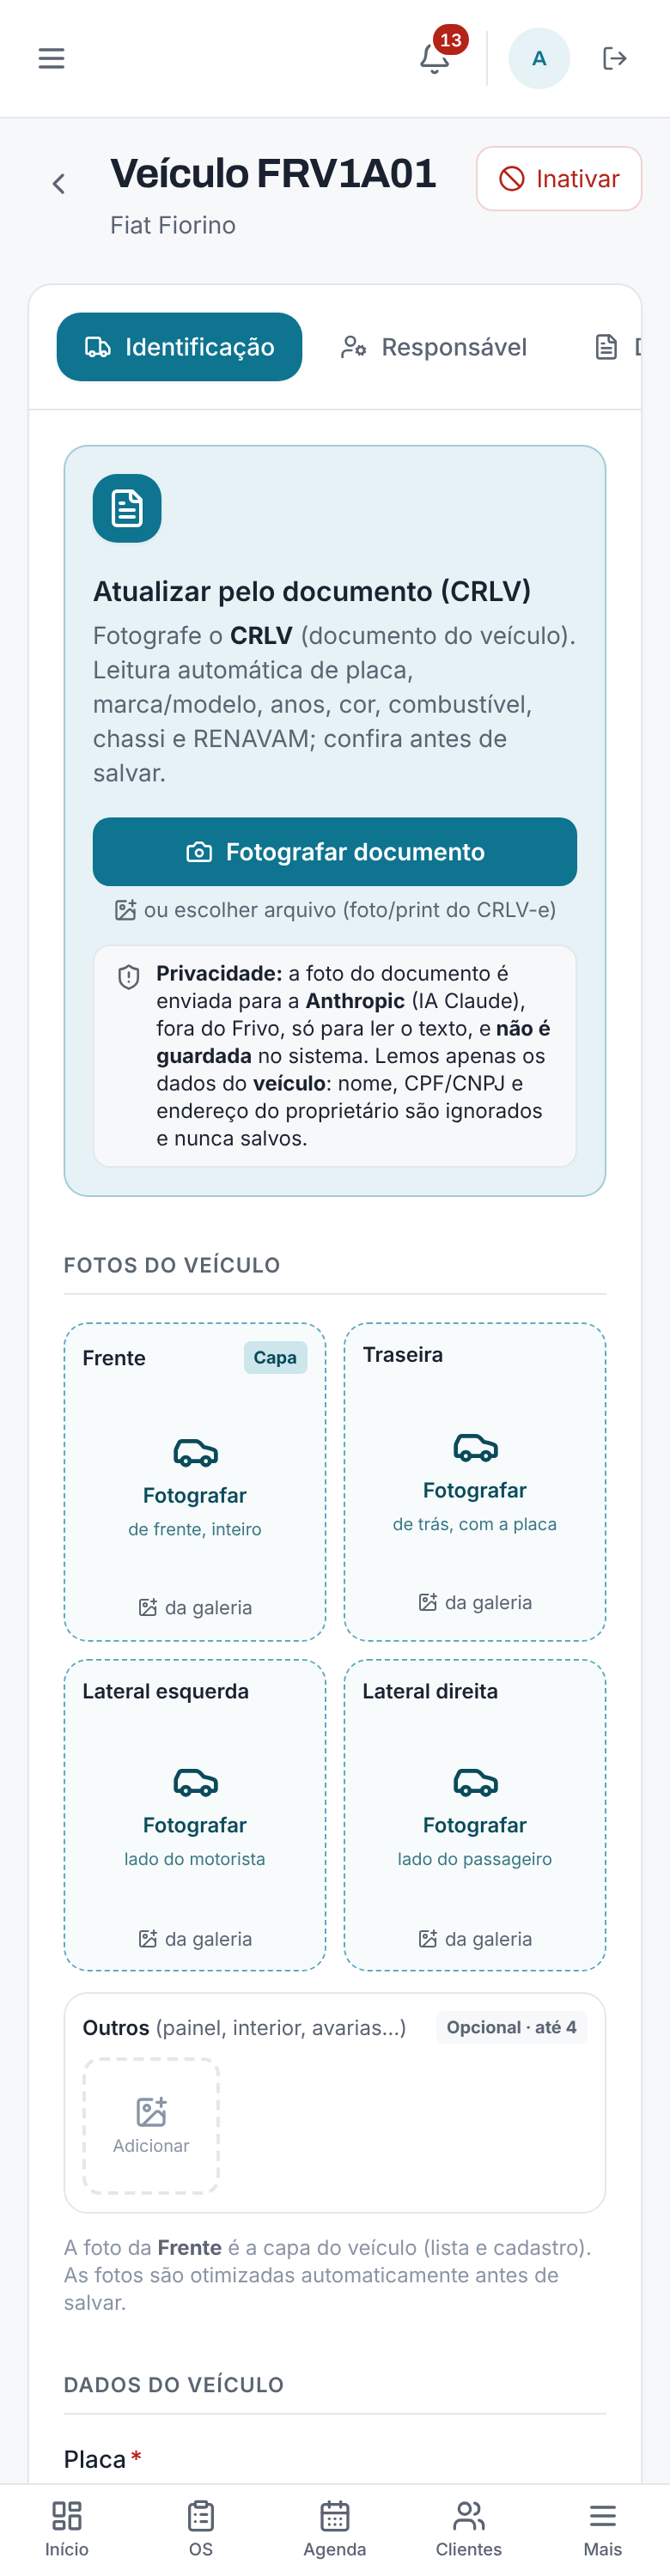 13
A
Veículo FRV1A01
Inativar
Fiat Fiorino
Identificação
Responsável
Atualizar pelo documento (CRLV)
Fotografe o CRLV (documento do veículo).
Leitura automática de placa,
marca/modelo, anos, cor, combustível,
chassi e RENAVAM; confira antes de
salvar.
Fotografar documento
ou escolher arquivo (foto/print do CRLV-e)
Privacidade: a foto do documento é
enviada para a Anthropic (IA Claude),
fora do Frivo, só para ler o texto, e não é
guardada no sistema. Lemos apenas os
dados do veículo: nome, CPF/CNPJ e
endereço do proprietário são ignorados
e nunca salvos.
FOTOS DO VEÍCULO
Frente
Capa
Fotografar
de frente, inteiro
da galeria
Traseira
Fotografar
de trás, com a placa
da galeria
Lateral esquerda
Fotografar
lado do motorista
da galeria
Lateral direita
Fotografar
lado do passageiro
da galeria
Outros (painel, interior, avarias...)
Opcional · até 4
Adicionar
A foto da Frente é a capa do veículo (lista e cadastro).
As fotos são otimizadas automaticamente antes de
salvar.
DADOS DO VEÍCULO
Placa *
Início
OS
Agenda
Clientes
Mais